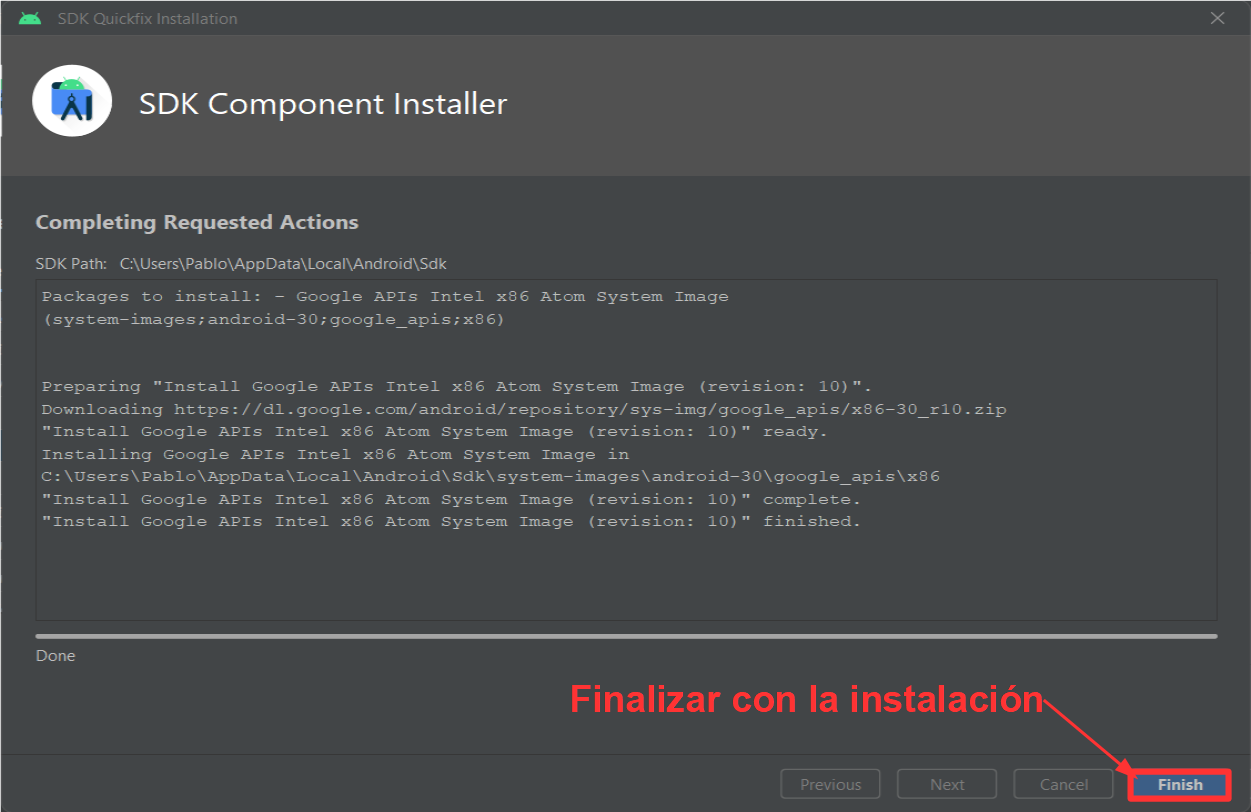 SDK Quickfix Installation
SDK Component Installer
Completing Requested Actions
SDK Path: C:\Users\Pablo\AppData\Local\Android\Sdk
Packages to install: - Google APIs Intel x86 Atom System Image
(system-images;android-30;google_apis;x86)
Preparing "Install Google APIs Intel x86 Atom System Image (revision: 10)".
Downloading https://dl.google.com/android/repository/sys-img/google_apis/x86-30_r10.zip
"Install Google APIs Intel x86 Atom System Image (revision: 10)" ready.
Installing Google APIs Intel x86 Atom System Image in
C:\Users\Pablo\AppData\Local\Android\Sdk\system-images\android-30\google_apis\x86
"Install Google APIs Intel x86 Atom System Image (revision: 10)" complete.
"Install Google APIs Intel x86 Atom System Image (revision: 10)" finished.
Done
Finalizar con la instalación
Previous Next Cancel Finish